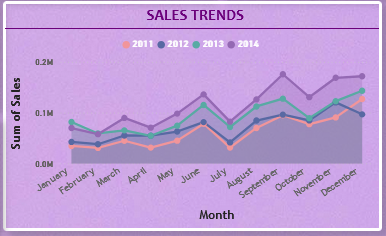 SALES TRENDS
2011 2012 2013 2014
Sum of Sales
0.2M
0.1M
0.0M
January February March April May June July August September October November December
Month